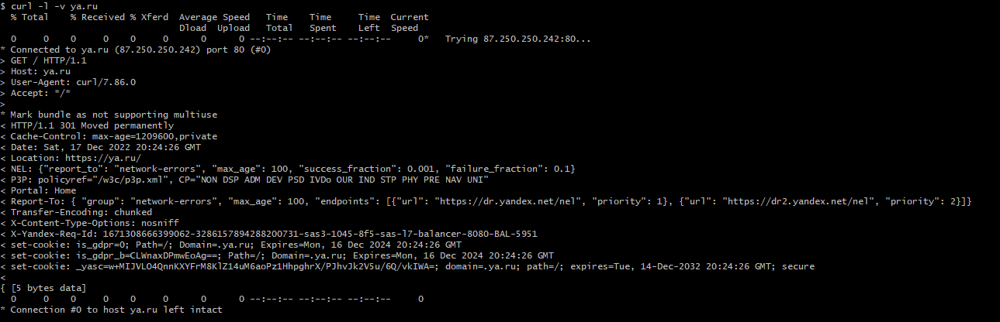 $ curl -l -v ya.ru
  % Total    % Received % Xferd  Average Speed   Time    Time     Time  Current
                                 Dload  Upload   Total   Spent    Left  Speed
  0     0    0     0    0     0      0      0 --:--:-- --:--:-- --:--:--     0*   Trying 87.250.250.242:80...
* Connected to ya.ru (87.250.250.242) port 80 (#0)
> GET / HTTP/1.1
> Host: ya.ru
> User-Agent: curl/7.86.0
> Accept: */*
>
* Mark bundle as not supporting multiuse
< HTTP/1.1 301 Moved permanently
< Cache-Control: max-age=1209600,private
< Date: Sat, 17 Dec 2022 20:24:26 GMT
< Location: https://ya.ru/
< NEL: {"report_to": "network-errors", "max_age": 100, "success_fraction": 0.001, "failure_fraction": 0.1}
< P3P: policyref="/w3c/p3p.xml", CP="NON DSP ADM DEV PSD IVDo OUR IND STP PHY PRE NAV UNI"
< Portal: Home
< Report-To: { "group": "network-errors", "max_age": 100, "endpoints": [{"url": "https://dr.yandex.net/nel", "priority": 1}, {"url": "https://dr2.yandex.net/nel", "priority": 2}]}
< Transfer-Encoding: chunked
< X-Content-Type-Options: nosniff
< X-Yandex-Req-Id: 1671308666399062-3286157894288200731-sas3-1045-8f5-sas-l7-balancer-8080-BAL-5951
< set-cookie: is_gdpr=0; Path=/; Domain=.ya.ru; Expires=Mon, 16 Dec 2024 20:24:26 GMT
< set-cookie: is_gdpr_b=CLWnaxDPmwEoAg==; Path=/; Domain=.ya.ru; Expires=Mon, 16 Dec 2024 20:24:26 GMT
< set-cookie: _yasc=w+MIJVLO4QnnKXYFrM8KlZ14uM6aoPz1HhpghrX/PJhvJk2V5u/6Q/vkIWA=; domain=.ya.ru; path=/; expires=Tue, 14-Dec-2032 20:24:26 GMT; secure
<
{ [5 bytes data]
  0     0    0     0    0     0      0      0 --:--:-- --:--:-- --:--:--     0
* Connection #0 to host ya.ru left intact